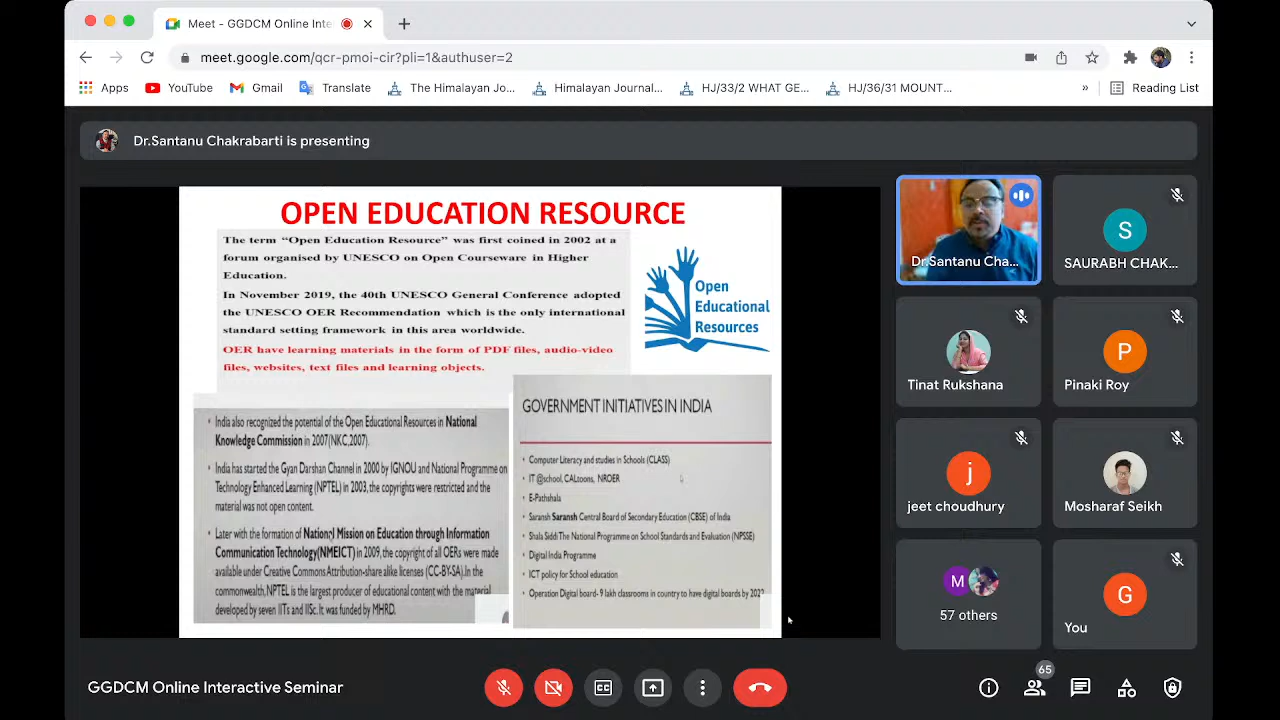 Meet - GGDCM Online Inte
meet.google.com/qcr-pmoi-cir?pli=1&authuser=2
Apps
YouTube
Gmail
Translate
The Himalayan Jo...
Himalayan Journal...
HJ/33/2 WHAT GE...
HJ/36/31 MOUNT...
»
Reading List
Dr.Santanu Chakrabarti is presenting
OPEN EDUCATION RESOURCE
The term “Open Education Resource” was first coined in 2002 at a
forum organised by UNESCO on Open Courseware in Higher
Education.
In November 2019, the 40th UNESCO General Conference adopted
the UNESCO OER Recommendation which is the only international
standard setting framework in this area worldwide.
OER have learning materials in the form of PDF files, audio-video
files, websites, text files and learning objects.
Open
Educational
Resources
• India also recognized the potential of the Open Educational Resources in National
Knowledge Commission in 2007(NKC,2007).
• India has started the Gyan Darshan Channel in 2000 by IGNOU and National Programme on
Technology Enhanced Learning (NPTEL) in 2003, the copyrights were restricted and the
material was not open content.
• Later with the formation of National Mission on Education through Information
Communication Technology(NMEICT) in 2009, the copyright of all OERs were made
available under Creative Commons Attribution-share alike licenses (CC-BY-SA).In the
commonwealth, NPTEL is the largest producer of educational content with the material
developed by seven IITs and IISc. It was funded by MHRD.
GOVERNMENT INITIATIVES IN INDIA
• Computer Literacy and studies in Schools (CLASS)
• IT @school, CALtoons, NROER
• E-Pathshala
• Saransh Saransh Central Board of Secondary Education (CBSE) of India
• Shala Siddi The National Programme on School Standards and Evaluation (NPSSE)
• Digital India Programme
• ICT policy for School education
• Operation Digital board- 9 lakh classrooms in country to have digital boards by 202
Dr.Santanu Cha...
S
SAURABH CHAK...
Tinat Rukshana
P
Pinaki Roy
j
jeet choudhury
Mosharaf Seikh
M
57 others
G
You
GGDCM Online Interactive Seminar
65